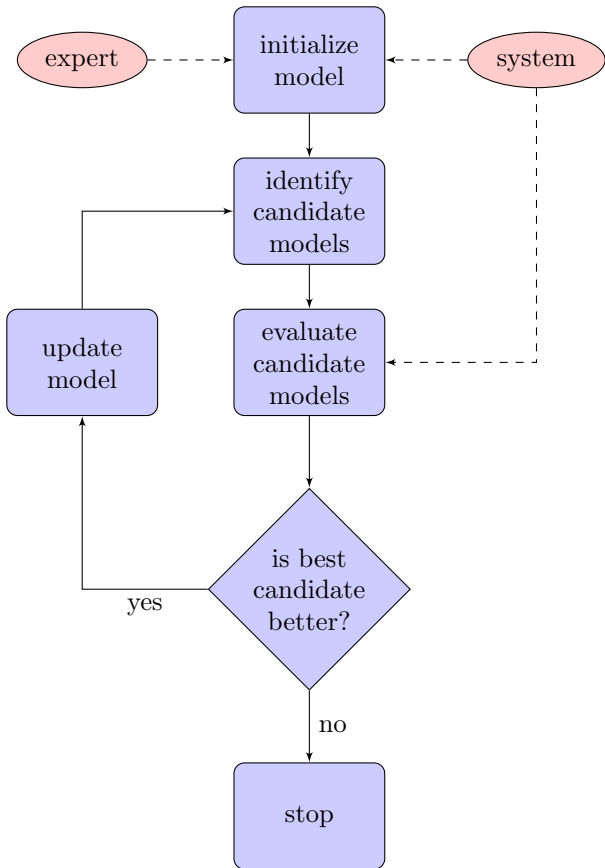 expert
initialize
model
system
identify
candidate
models
update
model
evaluate
candidate
models
is best
candidate
better?
yes
no
stop